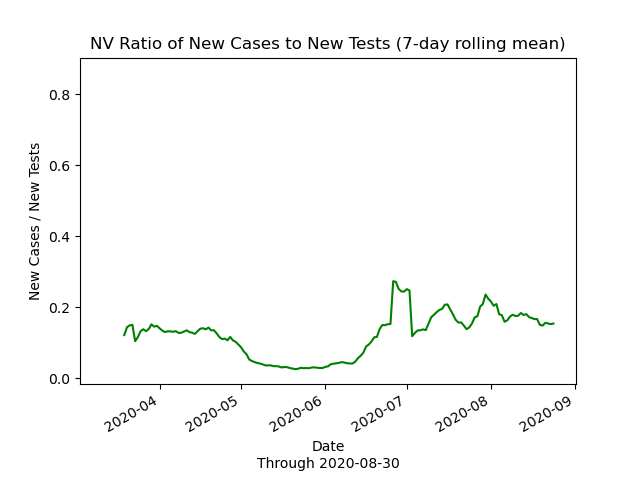 NV Ratio of New Cases to New Tests (7-day rolling mean)
New Cases / New Tests
0.8
0.6
0.4
0.2
0.0
2020-04
2020-05
2020-06
2020-07
2020-08
2020-09
Date
Through 2020-08-30